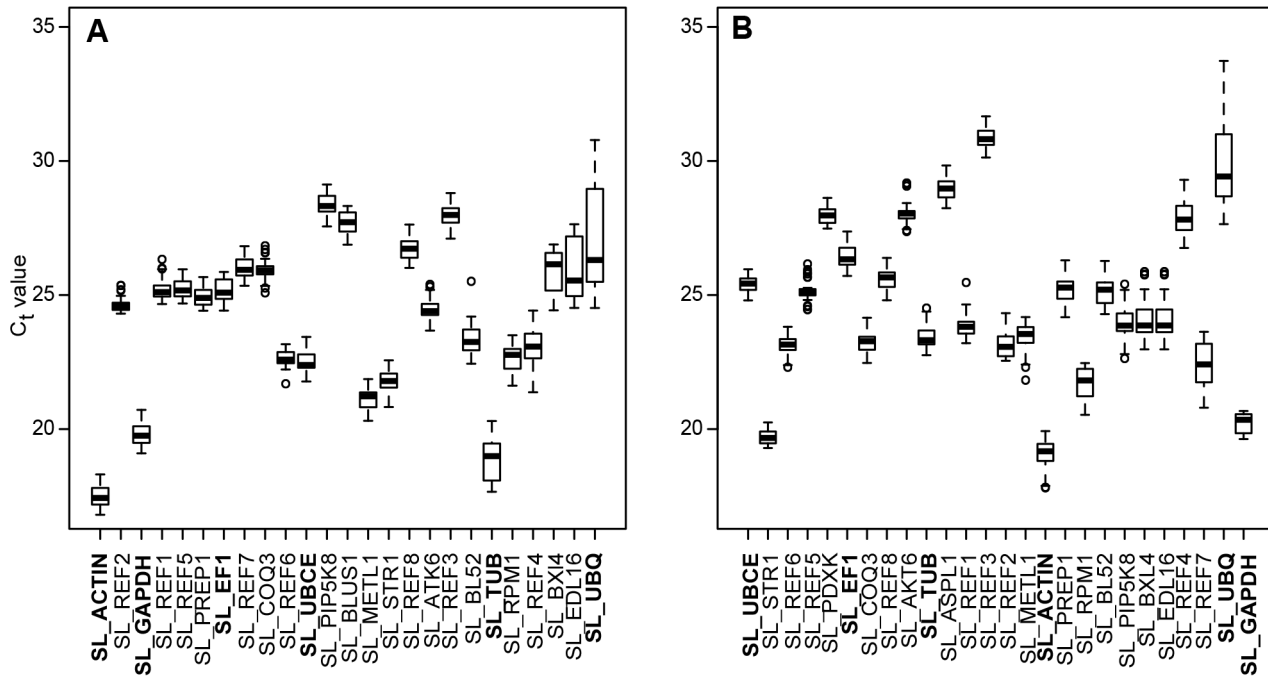 A
C_t value
35
30
25
20
SL_ACTIN
SL_REF2
SL_GAPDH
SL_REF1
SL_REF5
SL_PREP1
SL_EF1
SL_REF7
SL_COQ3
SL_REF6
SL_UBCE
SL_PIP5K8
SL_BLUS1
SL_METL1
SL_STR1
SL_REF8
SL_ATK6
SL_REF3
SL_BL52
SL_TUB
SL_RPM1
SL_REF4
SL_BXl4
SL_EDL16
SL_UBQ
B
35
30
25
20
SL_UBCE
SL_STR1
SL_REF6
SL_REF5
SL_PDXK
SL_EF1
SL_COQ3
SL_REF8
SL_AKT6
SL_TUB
SL_ASPL1
SL_REF1
SL_REF3
SL_REF2
SL_METL1
SL_ACTIN
SL_PREP1
SL_RPM1
SL_BL52
SL_PIP5K8
SL_BXL4
SL_EDL16
SL_REF4
SL_REF7
SL_UBQ
SL_GAPDH